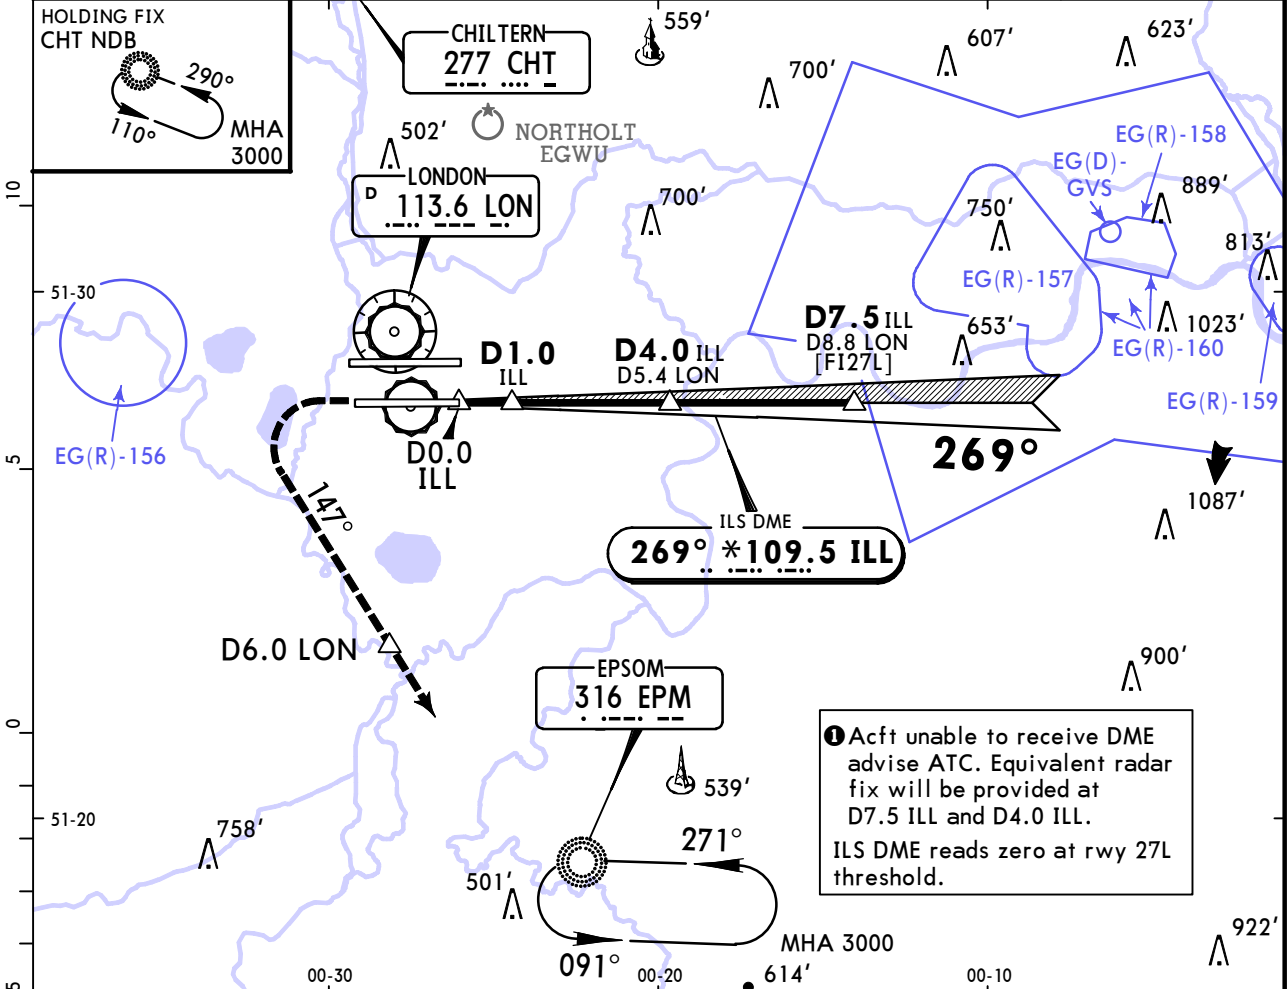 HOLDING FIX
CHT NDB
290°
110°
MHA
3000
CHILTERN
277 CHT
559'
607'
623'
700'
502'
NORTHOLT
EGWU
EG(R)-158
EG(D)-
GVS
LONDON
D 113.6 LON
700'
750'
889'
813'
10
51-30
EG(R)-157
D7.5 ILL
D8.8 LON
[FI27L]
653'
1023'
EG(R)-160
D1.0
ILL
D4.0 ILL
D5.4 LON
EG(R)-159
EG(R)-156
D0.0
ILL
269°
5
147°
1087'
ILS DME
269° *109.5 ILL
D6.0 LON
900'
EPSOM
316 EPM
0
1 Acft unable to receive DME
advise ATC. Equivalent radar
fix will be provided at
D7.5 ILL and D4.0 ILL.
ILS DME reads zero at rwy 27L
threshold.
539'
51-20
758'
271°
501'
091°
MHA 3000
922'
5
00-30
00-20
614'
00-10